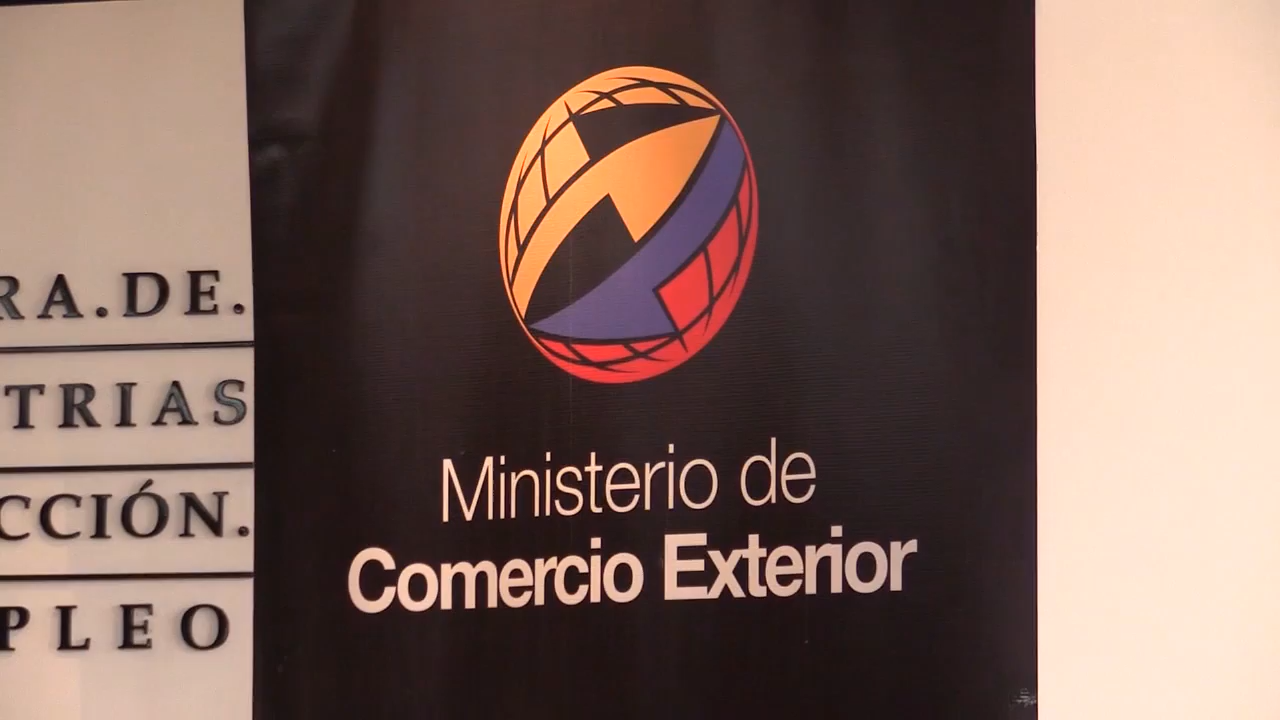 RA.DE.
TRIAS
CCIÓN.
PLEO
Ministerio de
Comercio Exterior